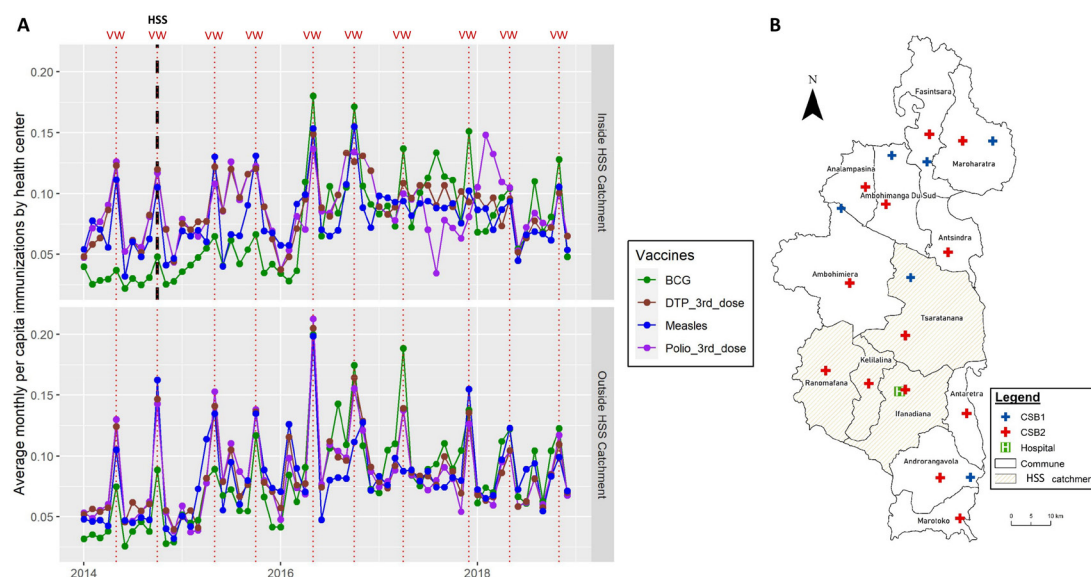 A
HSS
VW VW VW VW VW VW VW VW VW VW
Average monthly per capita immunizations by health center
0.20
0.15
0.10
0.05
Inside HSS Catchment
0.20
0.15
0.10
0.05
Outside HSS Catchment
2014 2016 2018
Vaccines
BCG
DTP_3rd_dose
Measles
Polio_3rd_dose
B
N
Fasintsara
Maroharatra
Analampasina
Ambohimanga Du Sud
Antsindra
Ambohimiera
Tsaratanana
Kelilalina
Ranomafana
Ifanadiana
Antaretra
Androrangavola
Marotoko
Legend
CSB1
CSB2
H Hospital
Commune
HSS catchment
0 5 10 km